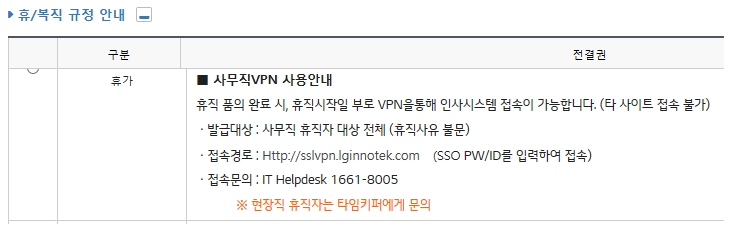 휴/복직 규정 안내
구분 전결권
휴가 ■ 사무직VPN 사용안내
휴직 품의 완료 시, 휴직시작일 부로 VPN을통해 인사시스템 접속이 가능합니다. (타 사이트 접속 불가)
· 발급대상 : 사무직 휴직자 대상 전체 (휴직사유 불문)
· 접속경로 : Http://sslvpn.lginnotek.com (SSO PW/ID를 입력하여 접속)
· 접속문의 : IT Helpdesk 1661-8005
※ 현장직 휴직자는 타임키퍼에게 문의